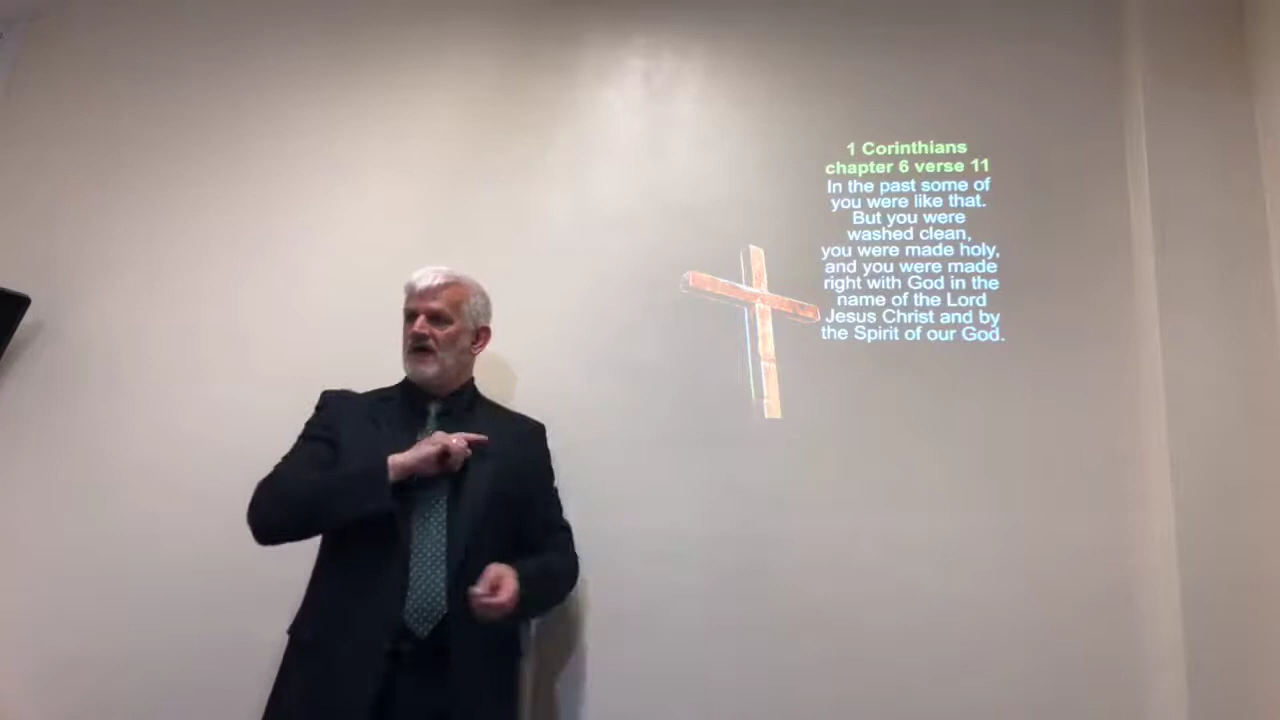 1 Corinthians
chapter 6 verse 11
In the past some of
you were like that.
But you were
washed clean,
you were made holy,
and you were made
right with God in the
name of the Lord
Jesus Christ and by
the Spirit of our God.